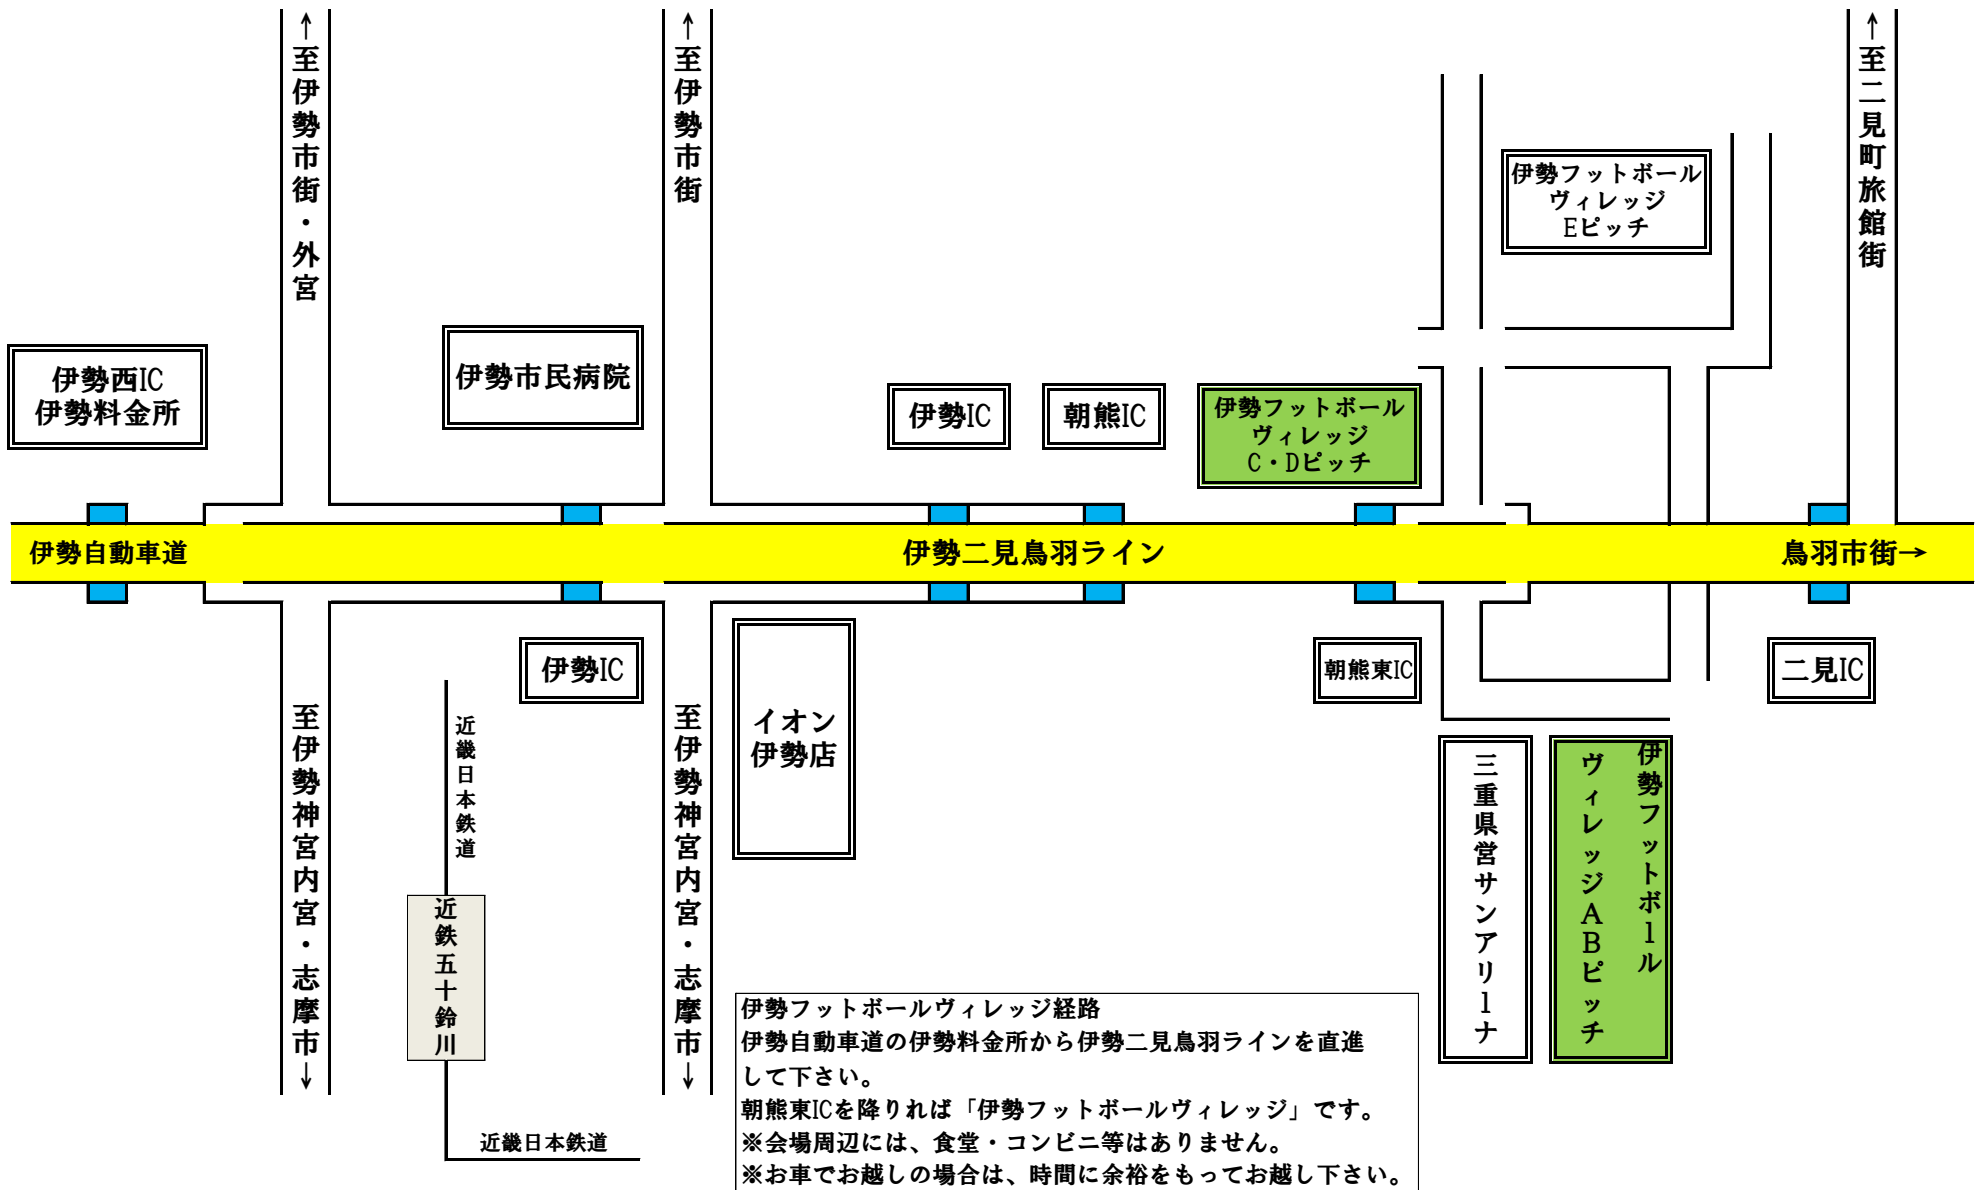 ↑至伊勢市街・外宮
↑至伊勢市街
↑至二見町旅館街
伊勢フットボール
ヴィレッジ
Eピッチ
伊勢西IC
伊勢料金所
伊勢市民病院
伊勢IC
朝熊IC
伊勢フットボール
ヴィレッジ
C・Dピッチ
伊勢自動車道
伊勢二見鳥羽ライン
鳥羽市街→
伊勢IC
朝熊東IC
二見IC
至伊勢神宮内宮・志摩市↓
近畿日本鉄道
至伊勢神宮内宮・志摩市↓
イオン
伊勢店
三重県営サンアリーナ
伊勢フットボール
ヴィレッジABピッチ
近鉄五十鈴川
近畿日本鉄道
伊勢フットボールヴィレッジ経路
伊勢自動車道の伊勢料金所から伊勢二見鳥羽ラインを直進
して下さい。
朝熊東ICを降りれば「伊勢フットボールヴィレッジ」です。
※会場周辺には、食堂・コンビニ等はありません。
※お車でお越しの場合は、時間に余裕をもってお越し下さい。